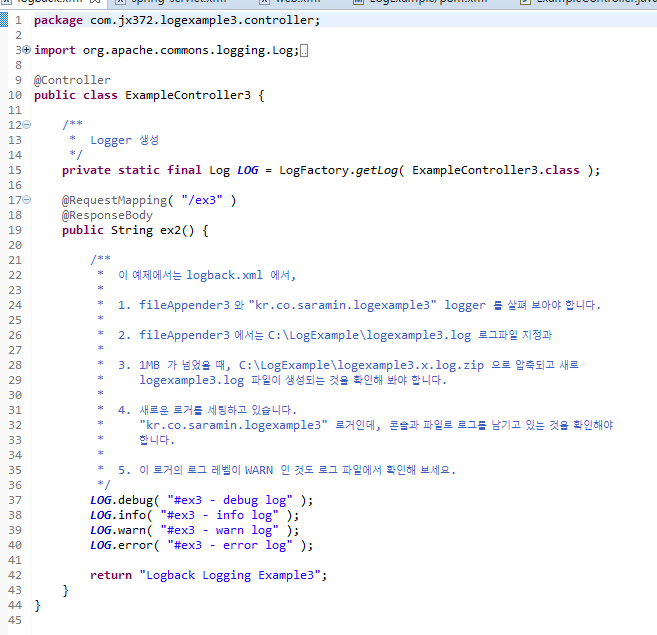 logback.xml spring-servlet.xml web.xml LogExample/pom.xml ExampleController.java
1 package com.jx372.logexample3.controller;
2
3 import org.apache.commons.logging.Log;
8
9 @Controller
10 public class ExampleController3 {
11
12 /**
13 * Logger 생성
14 */
15 private static final Log LOG = LogFactory.getLog( ExampleController3.class );
16
17 @RequestMapping( "/ex3" )
18 @ResponseBody
19 public String ex2() {
20
21 /**
22 * 이 예제에서는 logback.xml 에서,
23 *
24 * 1. fileAppender3 와 "kr.co.saramin.logexample3" logger 를 살펴 보아야 합니다.
25 *
26 * 2. fileAppender3 에서는 C:\LogExample\logexample3.log 로그파일 지정과
27 *
28 * 3. 1MB 가 넘었을 때, C:\LogExample\logexample3.x.log.zip 으로 압축되고 새로
29 * logexample3.log 파일이 생성되는 것을 확인해 봐야 합니다.
30 *
31 * 4. 새로운 로거를 세팅하고 있습니다.
32 * "kr.co.saramin.logexample3" 로거인데, 콘솔과 파일로 로그를 남기고 있는 것을 확인해야
33 * 합니다.
34 *
35 * 5. 이 로거의 로그 레벨이 WARN 인 것도 로그 파일에서 확인해 보세요.
36 */
37 LOG.debug( "#ex3 - debug log" );
38 LOG.info( "#ex3 - info log" );
39 LOG.warn( "#ex3 - warn log" );
40 LOG.error( "#ex3 - error log" );
41
42 return "Logback Logging Example3";
43 }
44 }
45